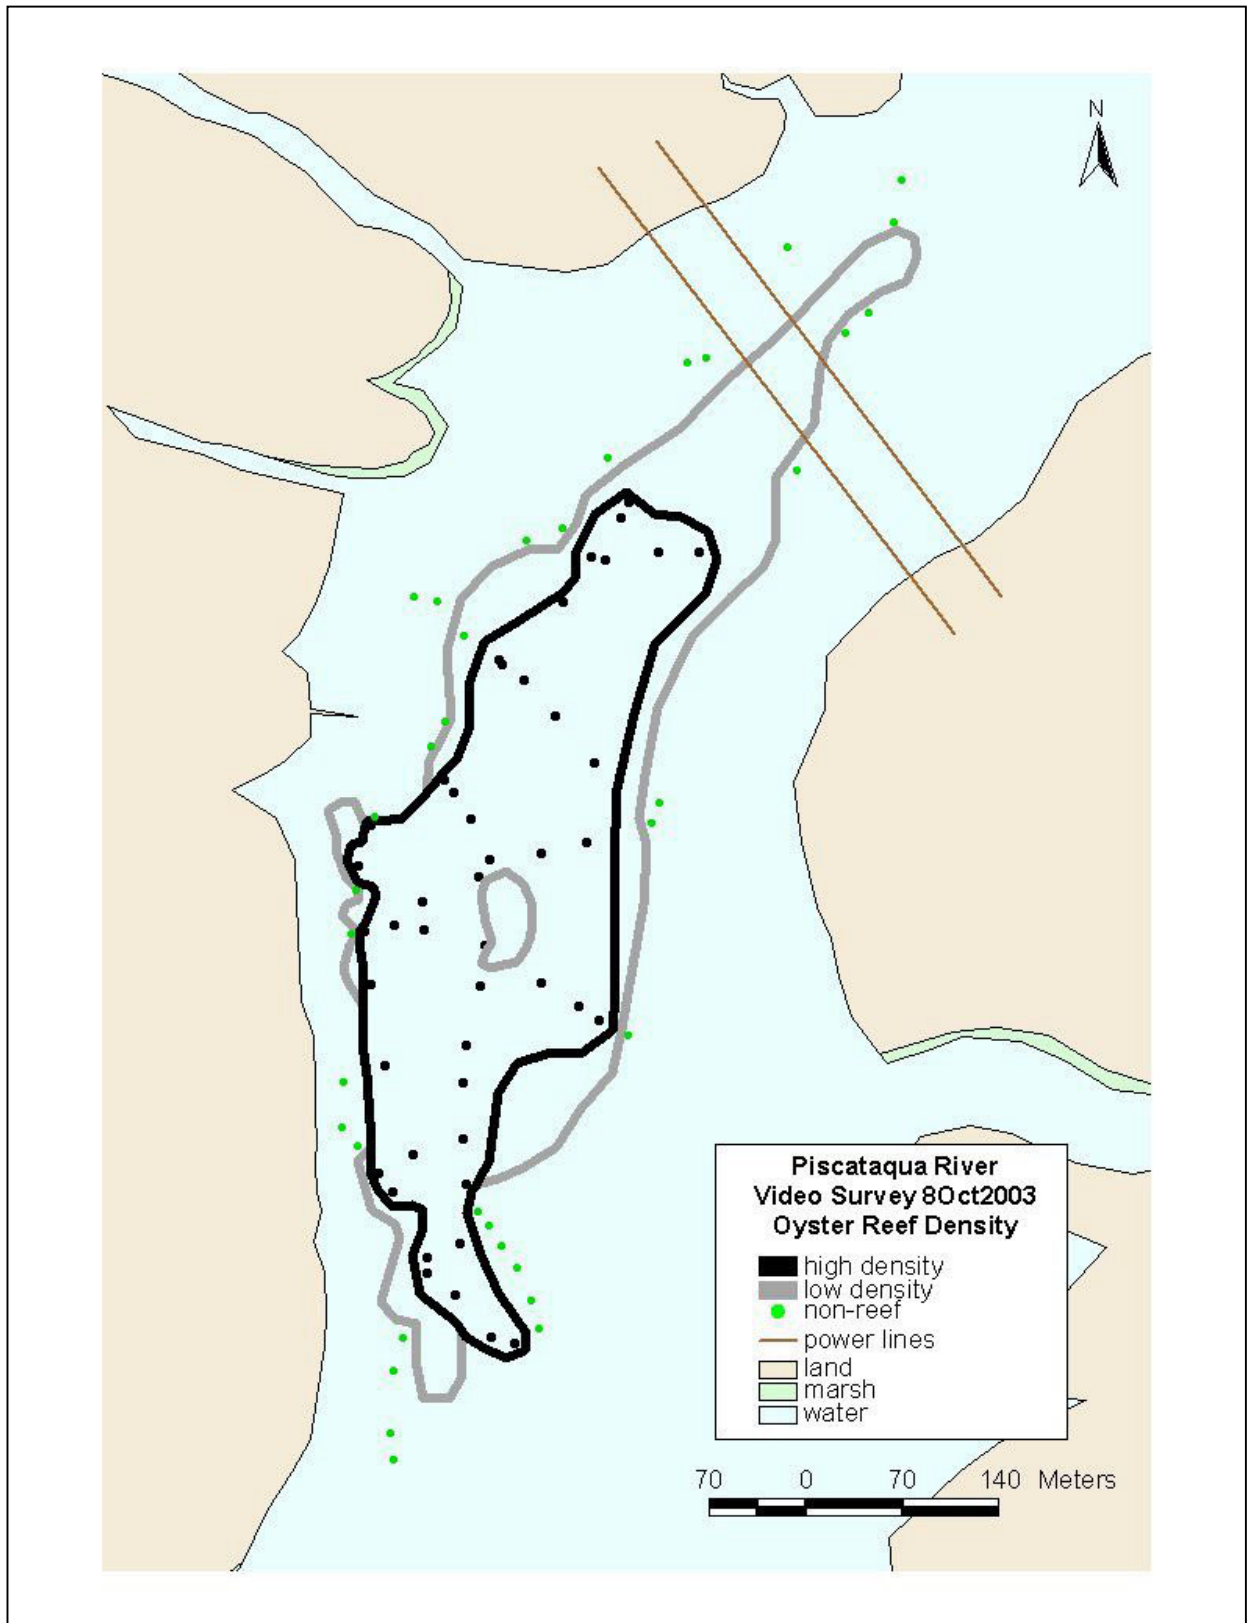 N
Piscataqua River
Video Survey 8Oct2003
Oyster Reef Density
high density
low density
non-reef
power lines
land
marsh
water
70 0 70 140 Meters